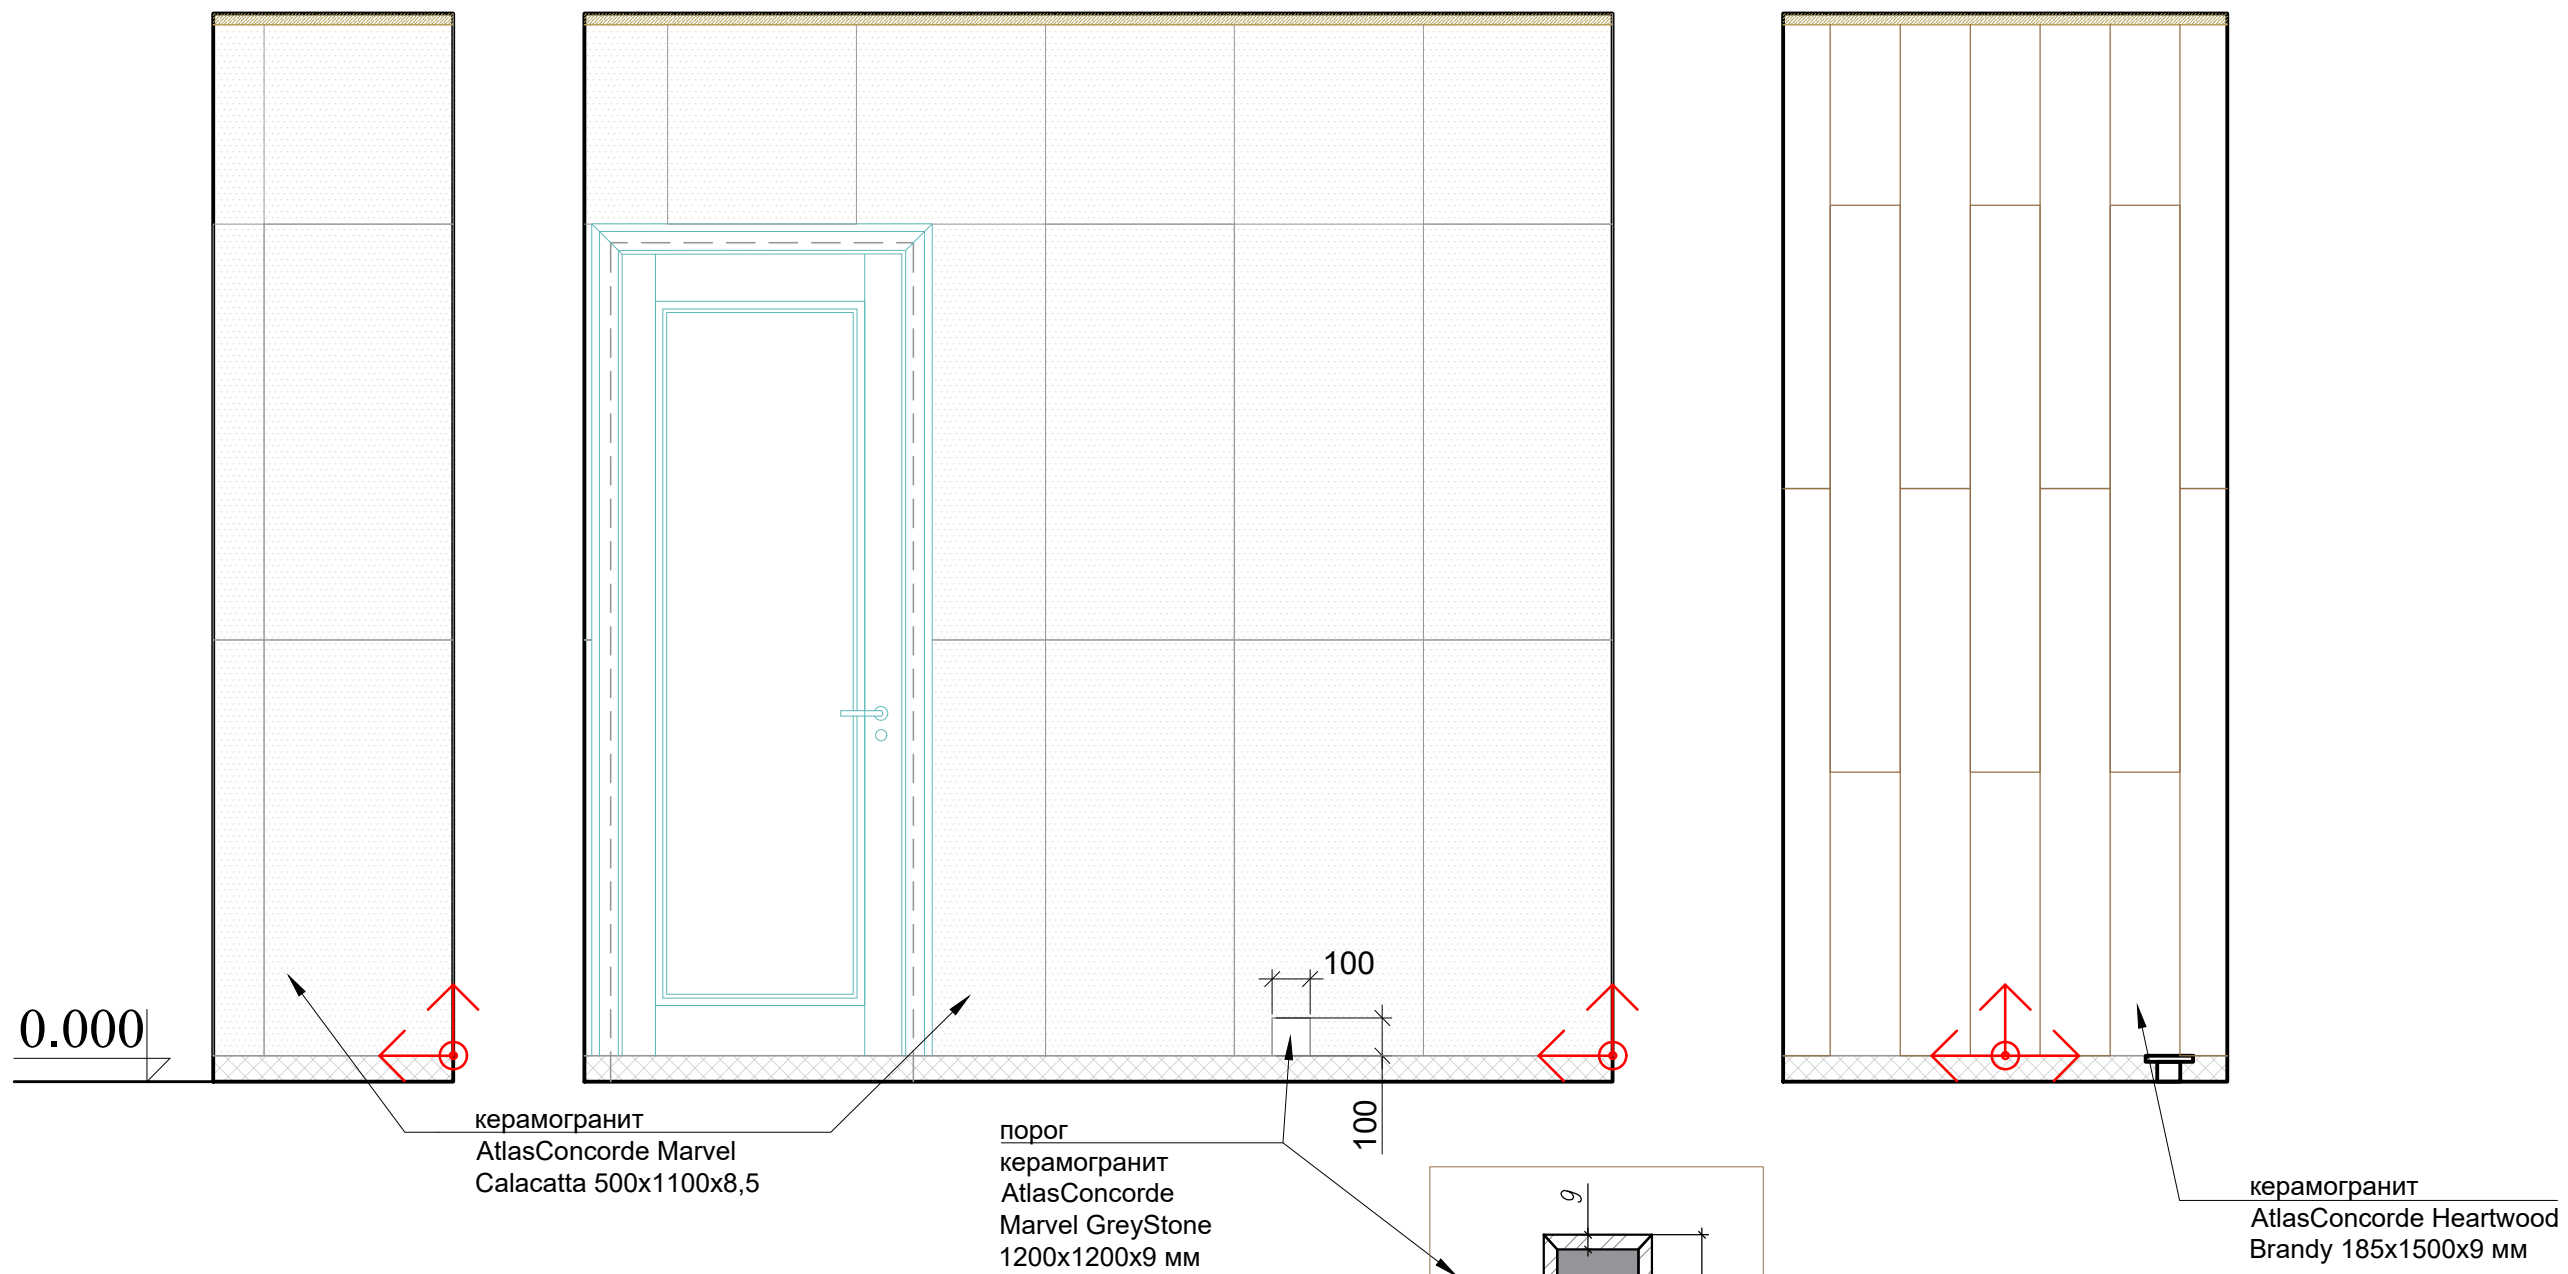 100
0.000
100
керамогранит
AtlasConcorde Marvel
Calacatta 500x1100x8,5
порог
керамогранит
AtlasConcorde
Marvel GreyStone
1200x1200x9 мм
9
керамогранит
AtlasConcorde Heartwood
Brandy 185x1500x9 мм